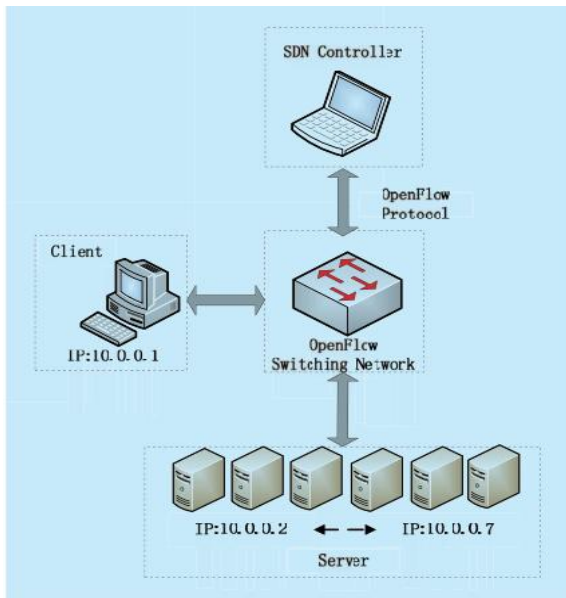 SDN Controller
OpenFlow
Protocol
Client
IP:10.0.0.1
OpenFlow
Switching Network
IP:10.0.0.2
IP:10.0.0.7
Server